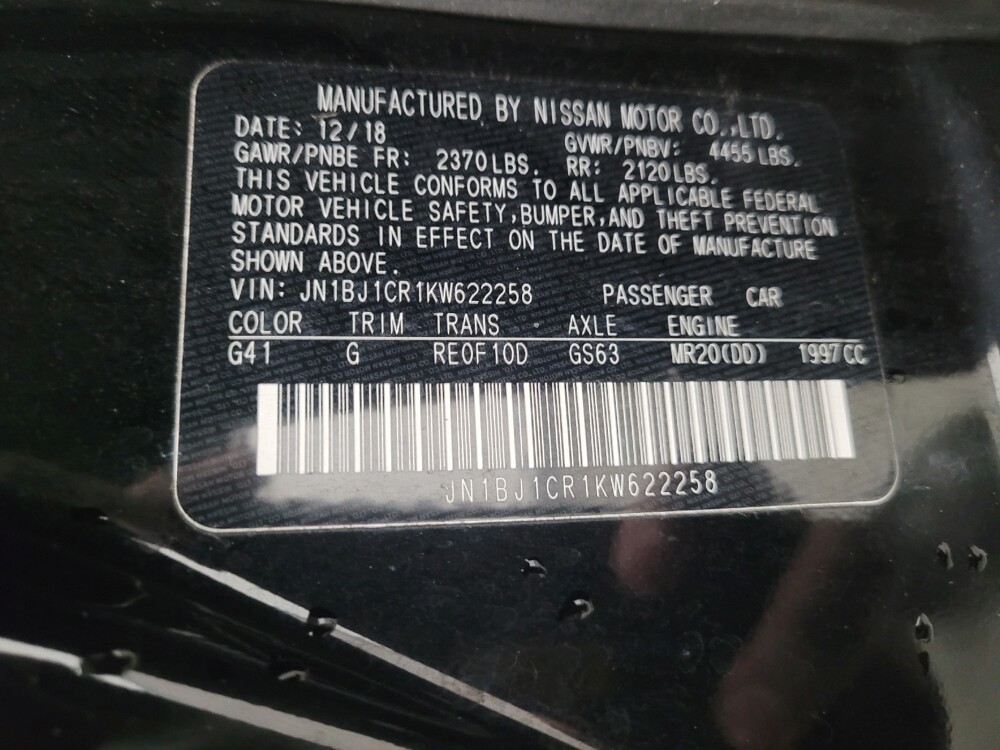 MANUFACTURED BY NISSAN MOTOR CO.,LTD.
DATE: 12/18 GVWR/PNBV: 4455 LBS.
GAWR/PNBE FR: 2370 LBS. RR: 2120 LBS.
THIS VEHICLE CONFORMS TO ALL APPLICABLE FEDERAL
MOTOR VEHICLE SAFETY,BUMPER,AND THEFT PREVENTION
STANDARDS IN EFFECT ON THE DATE OF MANUFACTURE
SHOWN ABOVE.
VIN: JN1BJ1CR1KW622258 PASSENGER CAR
COLOR TRIM TRANS AXLE ENGINE
G41 G RE0F10D GS63 MR20(DD) 1997CC
JN1BJ1CR1KW622258